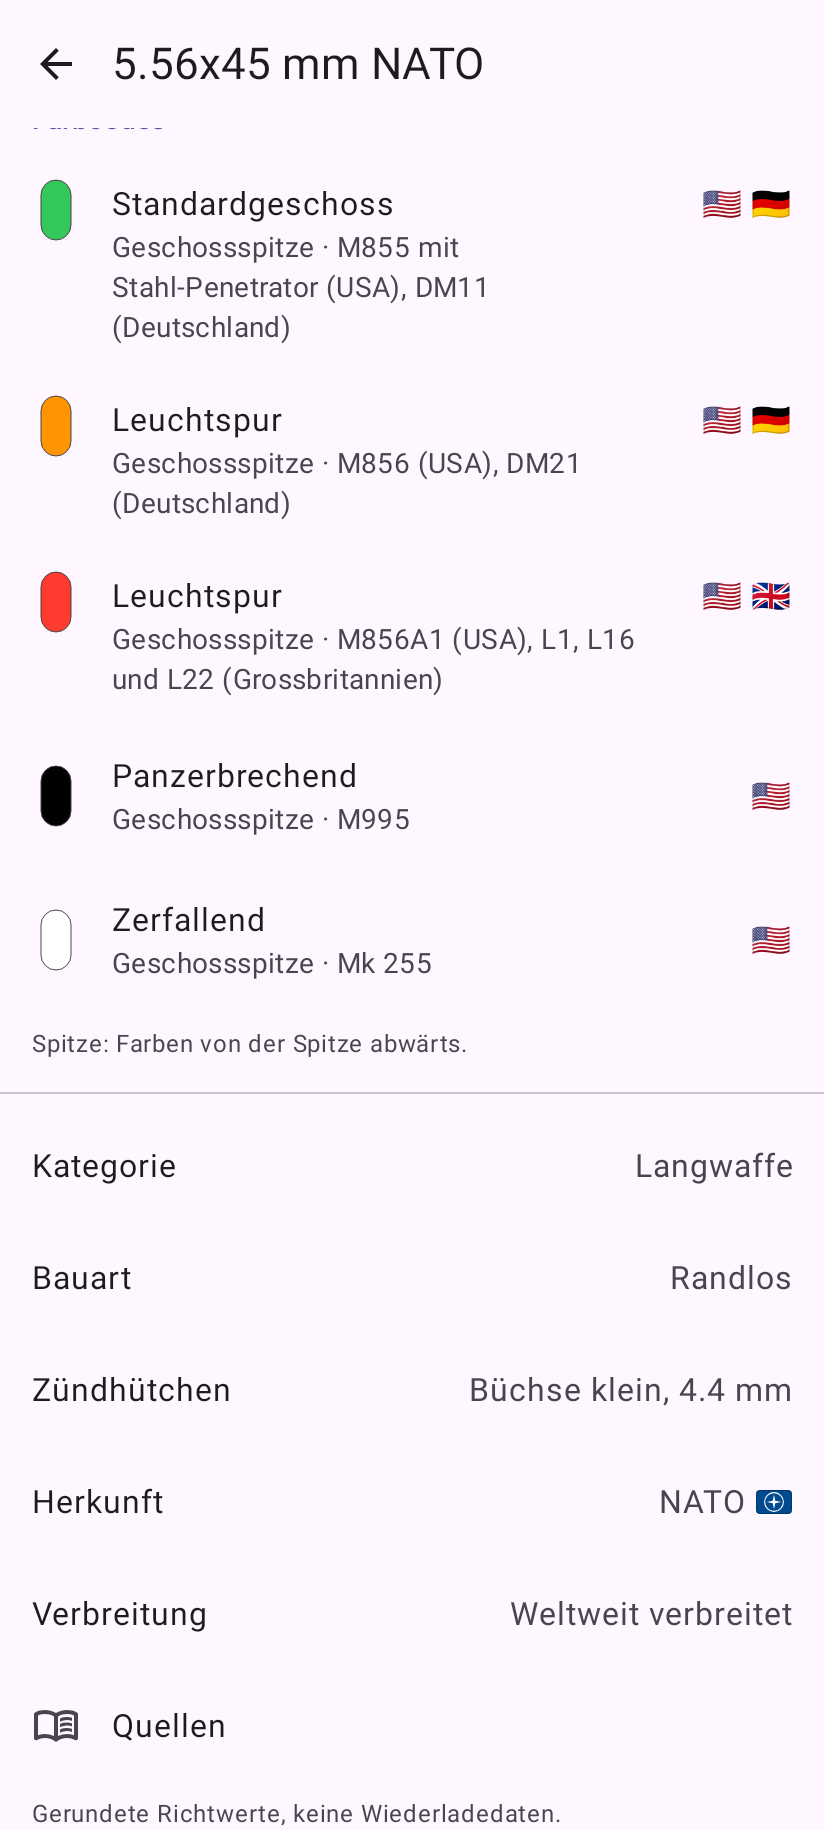 5.56x45 mm NATO
Standardgeschoss
Geschossspitze · M855 mit
Stahl-Penetrator (USA), DM11
(Deutschland)
Leuchtspur
Geschossspitze · M856 (USA), DM21
(Deutschland)
Leuchtspur
Geschossspitze · M856A1 (USA), L1, L16
und L22 (Grossbritannien)
Panzerbrechend
Geschossspitze · M995
Zerfallend
Geschossspitze · Mk 255
Spitze: Farben von der Spitze abwärts.
Kategorie Langwaffe
Bauart Randlos
Zündhütchen Büchse klein, 4.4 mm
Herkunft NATO
Verbreitung Weltweit verbreitet
Quellen
Gerundete Richtwerte, keine Wiederladedaten.